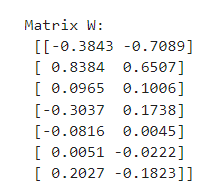 Matrix W:
[[-0.3843 -0.7089]
[ 0.8384 0.6507]
[ 0.0965 0.1006]
[-0.3037 0.1738]
[-0.0816 0.0045]
[ 0.0051 -0.0222]
[ 0.2027 -0.1823]]